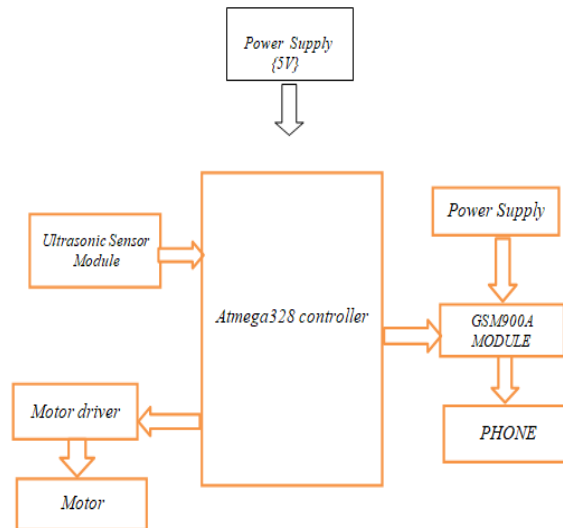 Power Supply
{5V}
Ultrasonic Sensor
Module
Atmega328 controller
Power Supply
GSM900A
MODULE
Motor driver
PHONE
Motor